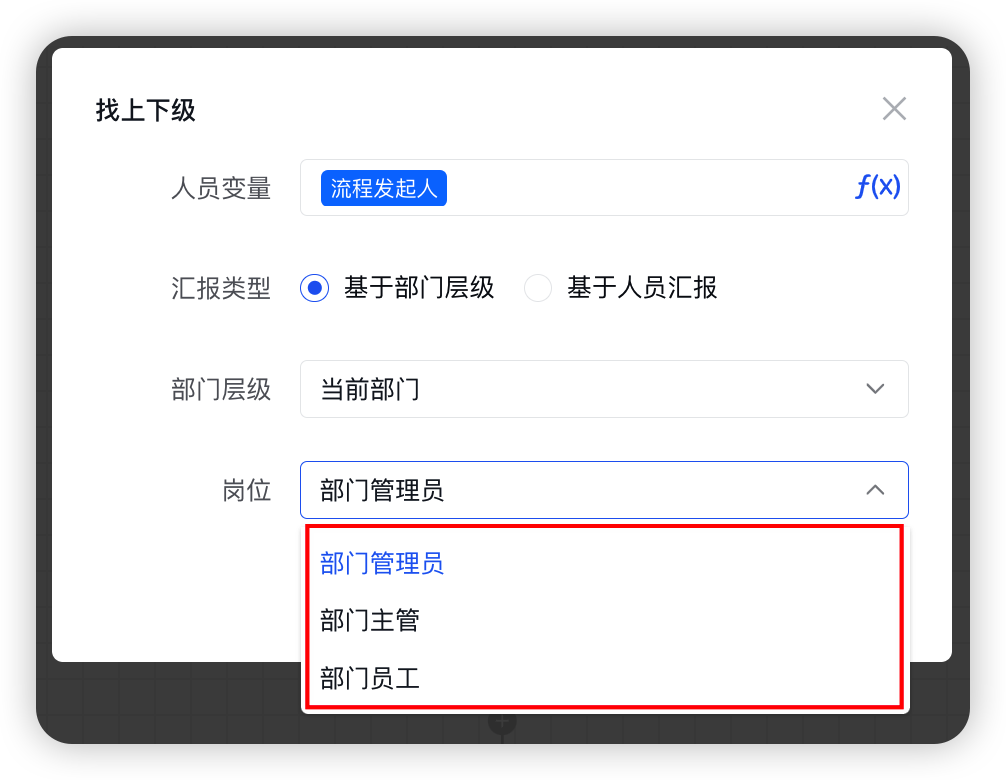 找上下级
人员变量 流程发起人 f(x)
汇报类型 基于部门层级 基于人员汇报
部门层级 当前部门
岗位 部门管理员
部门管理员
部门主管
部门员工